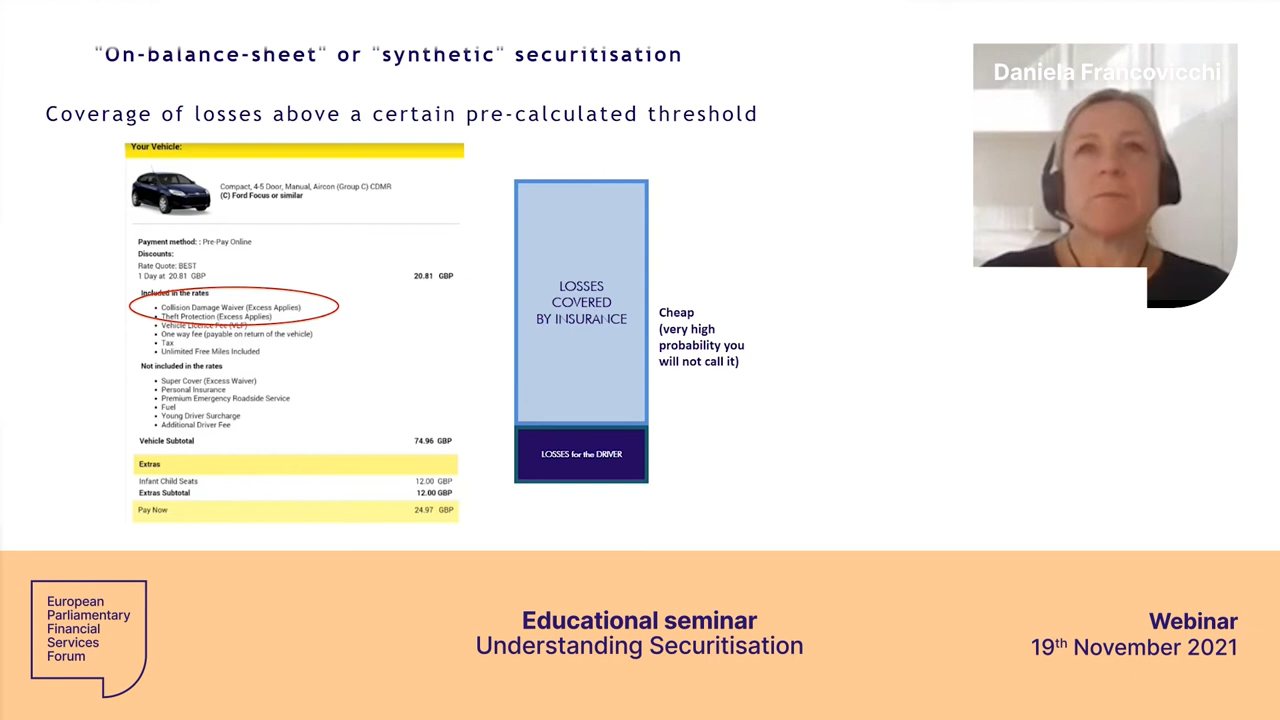 "On-balance-sheet" or "synthetic" securitisation
Coverage of losses above a certain pre-calculated threshold
Your Vehicle:
Compact, 4-5 Door, Manual, Aircon (Group C) CDMR
(C) Ford Focus or similar
Payment method: : Pre-Pay Online
Discounts:
Rate Quote: BEST
1 Day at 20.81 GBP 20.81 GBP
Included in the rates
• Collision Damage Waiver (Excess Applies)
• Theft Protection (Excess Applies)
• Vehicle Licence Fee (VLF)
• One way fee (payable on return of the vehicle)
• Tax
• Unlimited Free Miles Included
Not included in the rates
• Super Cover (Excess Waiver)
• Personal Insurance
• Premium Emergency Roadside Service
• Fuel
• Young Driver Surcharge
• Additional Driver Fee
Vehicle Subtotal 74.96 GBP
Extras
Infant Child Seats 12.00 GBP
Extras Subtotal 12.00 GBP
Pay Now 24.97 GBP
LOSSES
COVERED
BY INSURANCE
LOSSES for the DRIVER
Cheap
(very high
probability you
will not call it)
Daniela Francovicchi
European
Parliamentary
Financial
Services
Forum
Educational seminar
Understanding Securitisation
Webinar
19th November 2021